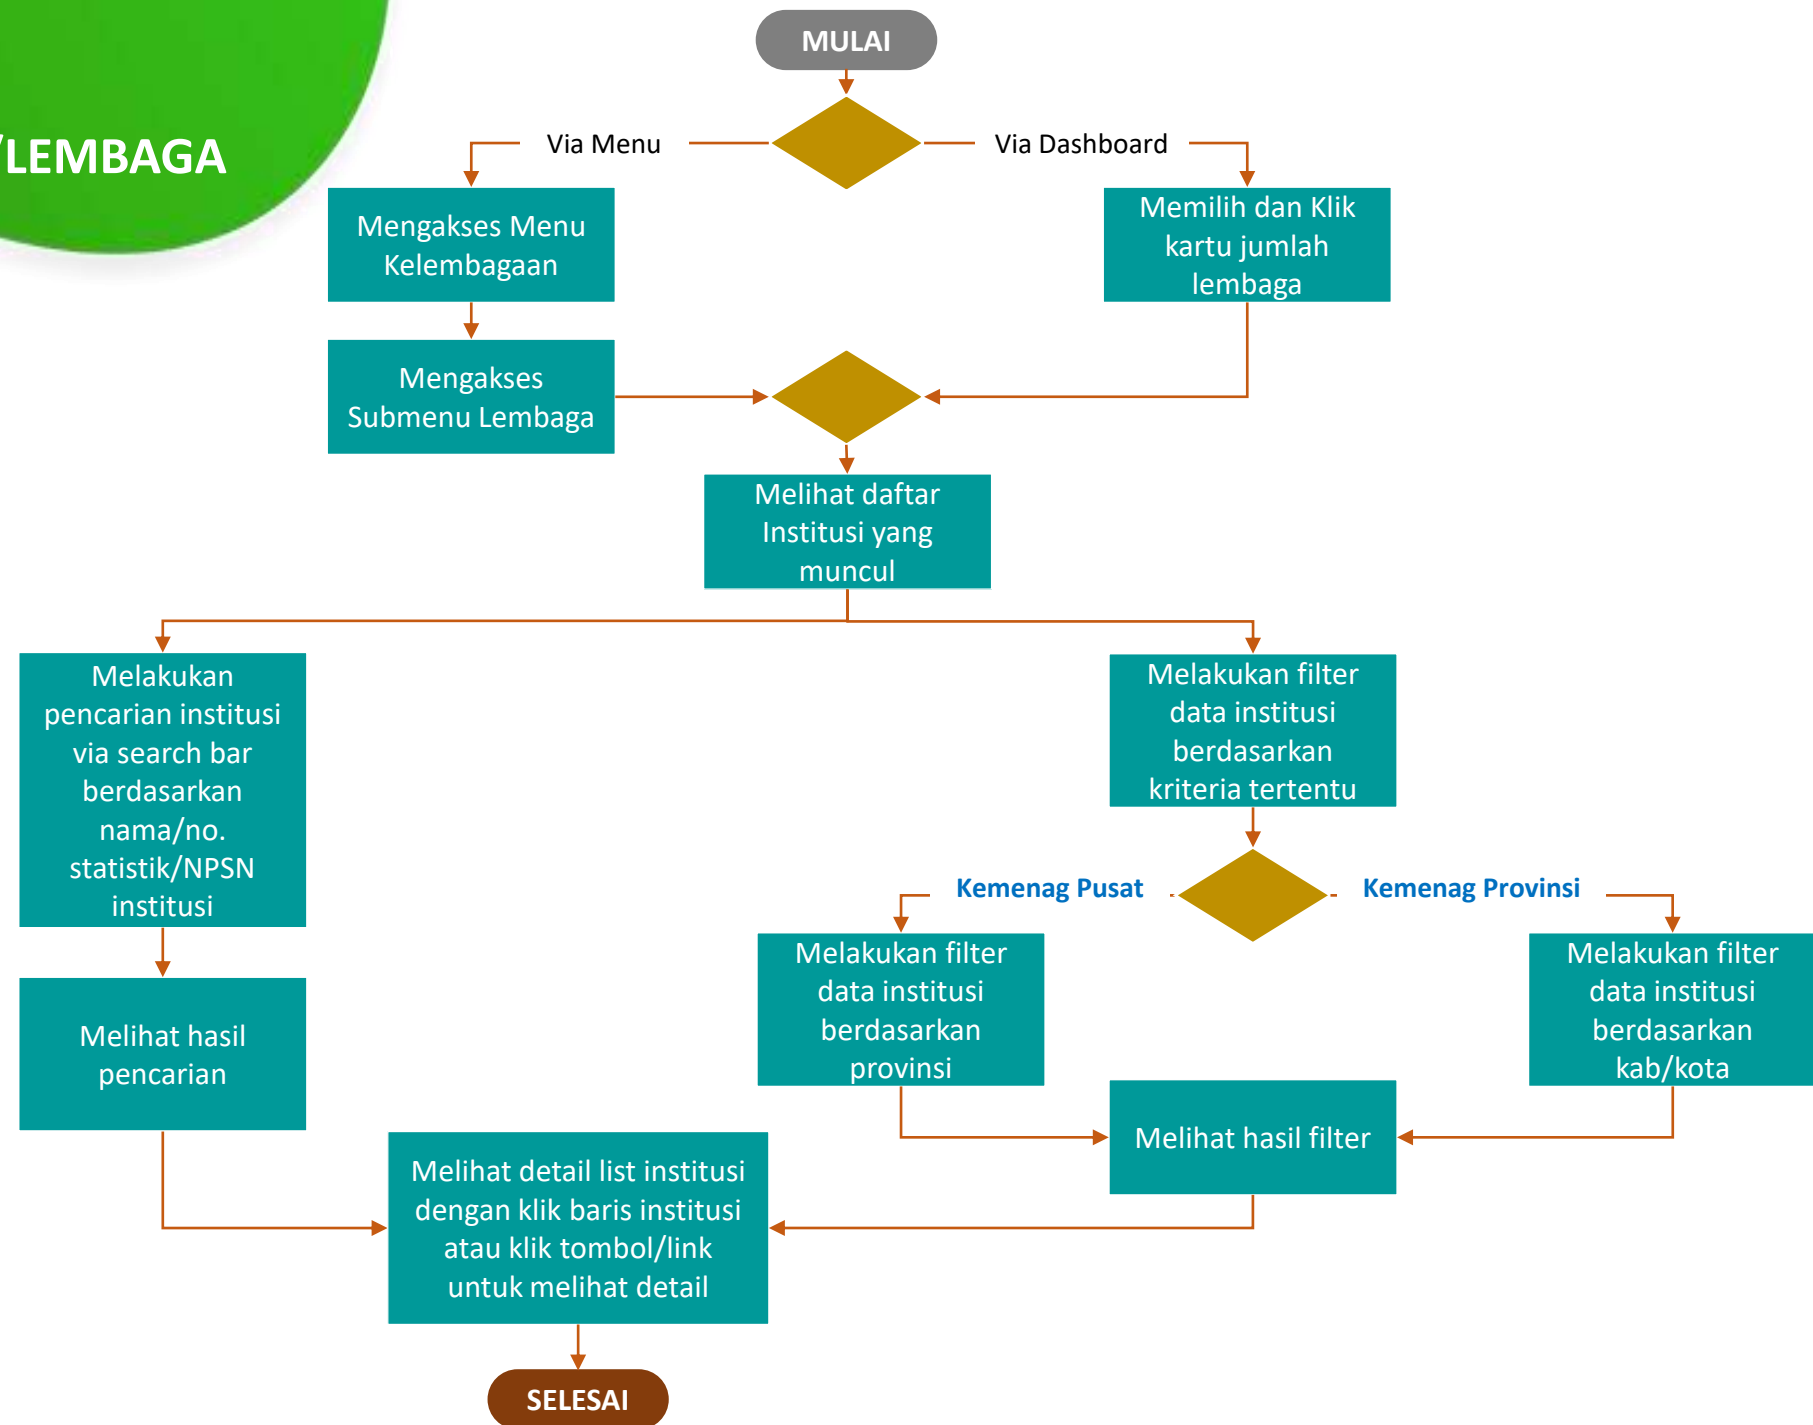 MULAI
/LEMBAGA
Via Menu
Via Dashboard
Mengakses Menu
Kelembagaan
Memilih dan Klik
kartu jumlah
lembaga
Mengakses
Submenu Lembaga
Melihat daftar
Institusi yang
muncul
Melakukan
pencarian institusi
via search bar
berdasarkan
nama/no.
statistik/NPSN
institusi
Melakukan filter
data institusi
berdasarkan
kriteria tertentu
Kemenag Pusat
Kemenag Provinsi
Melakukan filter
data institusi
berdasarkan
provinsi
Melakukan filter
data institusi
berdasarkan
kab/kota
Melihat hasil
pencarian
Melihat hasil filter
Melihat detail list institusi
dengan klik baris institusi
atau klik tombol/link
untuk melihat detail
SELESAI